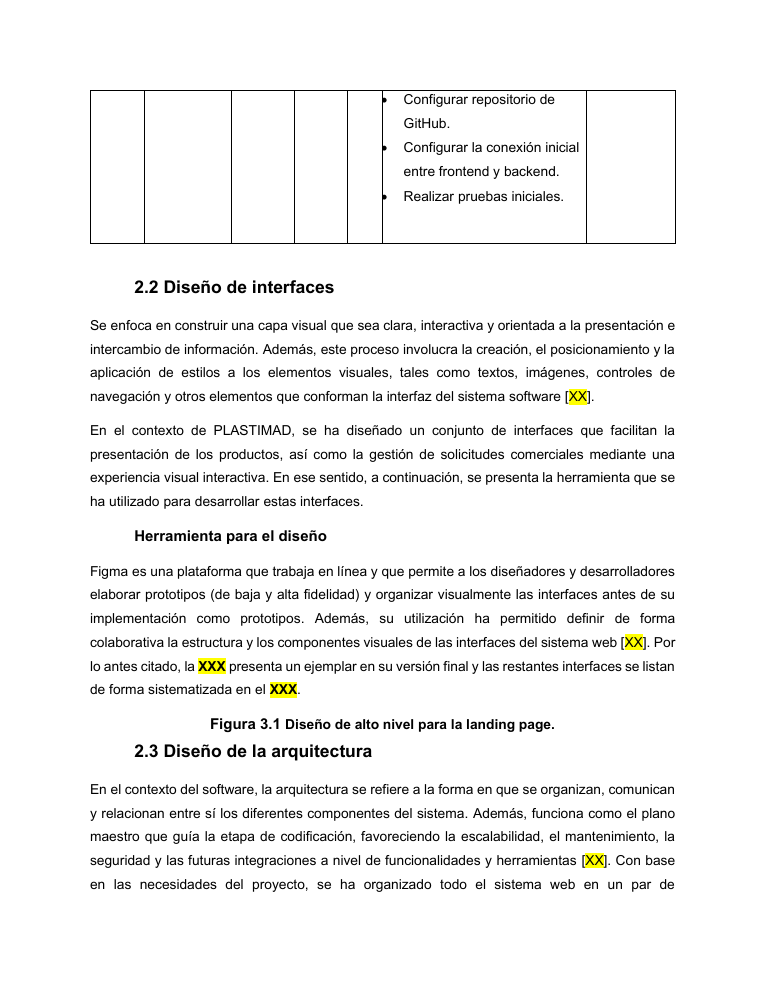 Configurar repositorio de
GitHub.
Configurar la conexión inicial
entre frontend y backend.
Realizar pruebas iniciales.
2.2 Diseño de interfaces
Se enfoca en construir una capa visual que sea clara, interactiva y orientada a la presentación e
intercambio de información. Además, este proceso involucra la creación, el posicionamiento y la
aplicación de estilos a los elementos visuales, tales como textos, imágenes, controles de
navegación y otros elementos que conforman la interfaz del sistema software [XX].
En el contexto de PLASTIMAD, se ha diseñado un conjunto de interfaces que facilitan la
presentación de los productos, así como la gestión de solicitudes comerciales mediante una
experiencia visual interactiva. En ese sentido, a continuación, se presenta la herramienta que se
ha utilizado para desarrollar estas interfaces.
Herramienta para el diseño
Figma es una plataforma que trabaja en línea y que permite a los diseñadores y desarrolladores
elaborar prototipos (de baja y alta fidelidad) y organizar visualmente las interfaces antes de su
implementación como prototipos. Además, su utilización ha permitido definir de forma
colaborativa la estructura y los componentes visuales de las interfaces del sistema web [XX]. Por
lo antes citado, la XXX presenta un ejemplar en su versión final y las restantes interfaces se listan
de forma sistematizada en el XXX.
Figura 3.1 Diseño de alto nivel para la landing page.
2.3 Diseño de la arquitectura
En el contexto del software, la arquitectura se refiere a la forma en que se organizan, comunican
y relacionan entre sí los diferentes componentes del sistema. Además, funciona como el plano
maestro que guía la etapa de codificación, favoreciendo la escalabilidad, el mantenimiento, la
seguridad y las futuras integraciones a nivel de funcionalidades y herramientas [XX]. Con base
en las necesidades del proyecto, se ha organizado todo el sistema web en un par de